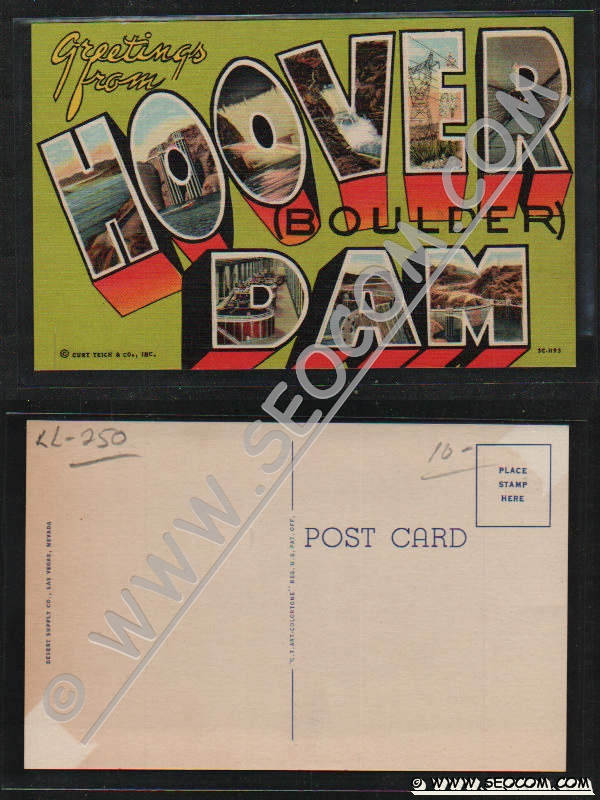 Greetings
from
HOOVER
(BOULDER)
DAM
© CURT TEICH & CO., INC.
5C-H93
LL-250
10-
PLACE
STAMP
HERE
POST CARD
DESERT SUPPLY CO., LAS VEGAS, NEVADA
"C.T. ART-COLORTONE" REG. U.S. PAT. OFF.
© WWW.SEOCOM.COM
© WWW.SEOCOM.COM